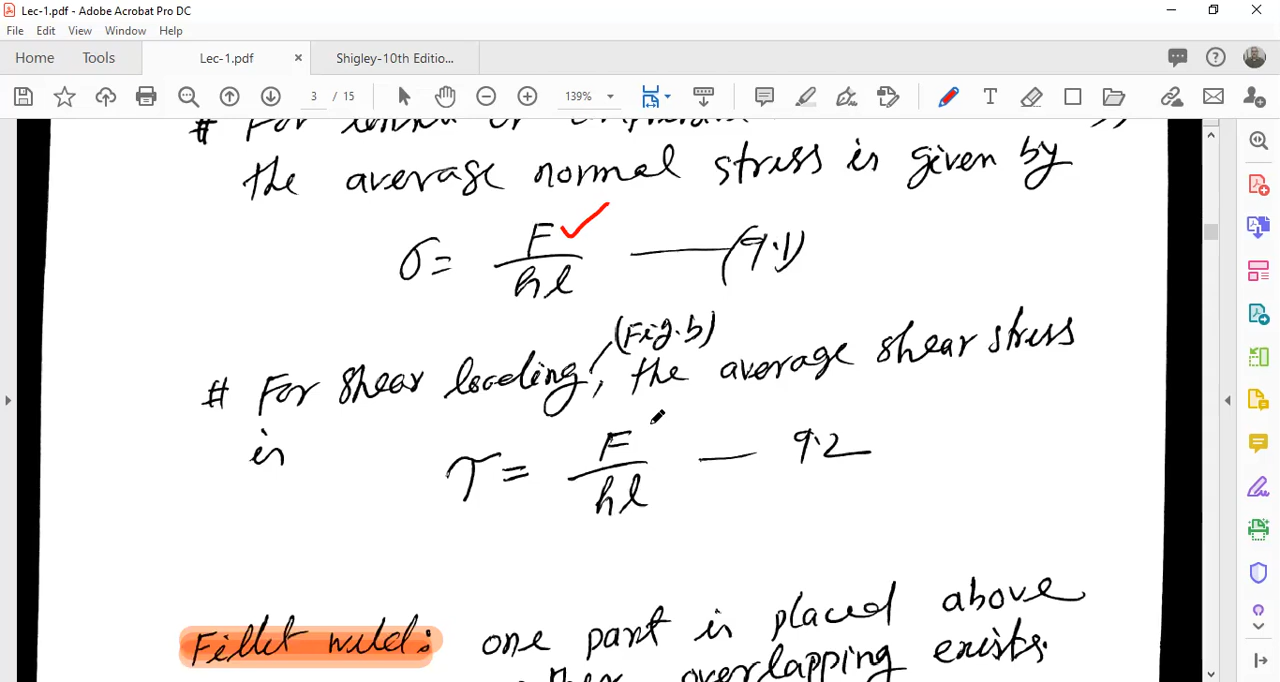 Lec-1.pdf - Adobe Acrobat Pro DC
File Edit View Window Help
Home Tools Lec-1.pdf Shigley-10th Editio...
3 / 15 139%
# For
the average normal stress is given by
σ = F/hl — (9.1)
(Fig.b)
# For shear loading, the average shear stress
is τ = F/hl — 9.2
Fillet weld: one part is placed above
overlapping exists.